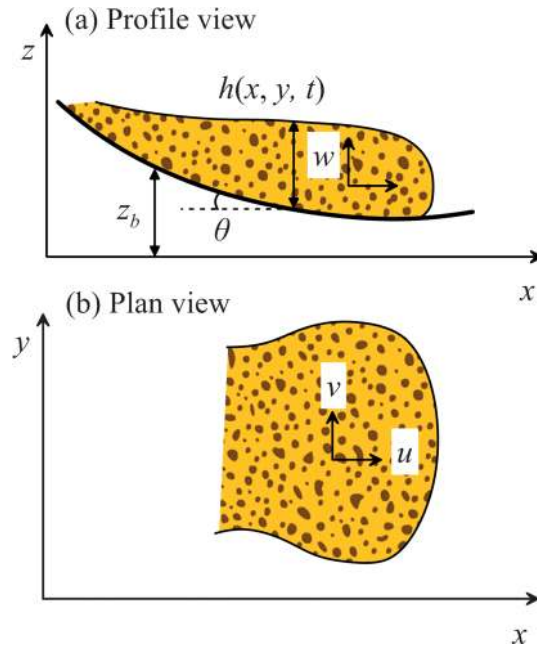 (a) Profile view
z
h(x, y, t)
w
z_b
θ
x
(b) Plan view
y
v
u
x